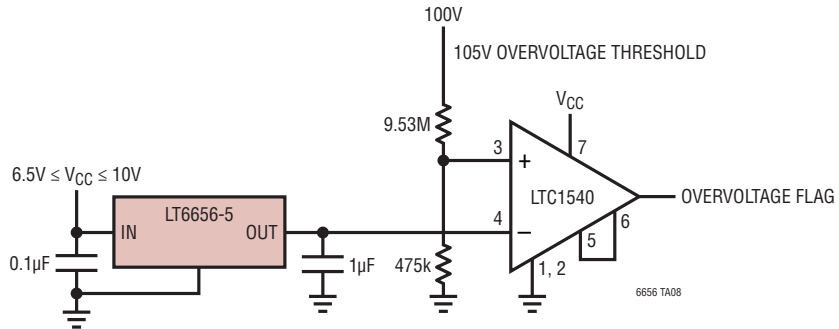 100V
105V OVERVOLTAGE THRESHOLD
9.53M
VCC
3
7
+
6.5V ≤ VCC ≤ 10V
LT6656-5
LTC1540
OVERVOLTAGE FLAG
IN
OUT
4
–
6
5
0.1µF
1µF
475k
1, 2
6656 TA08